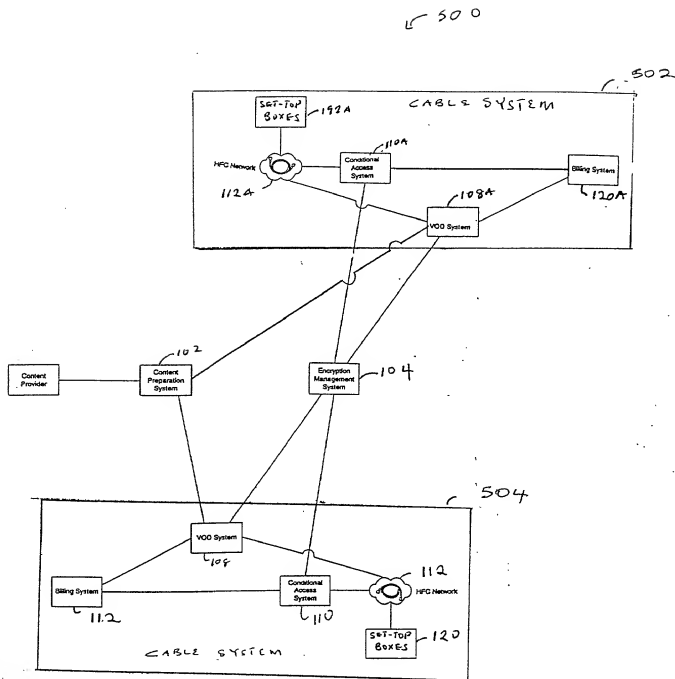 500
502
CABLE SYSTEM
SET-TOP
BOXES
192A
110A
HFC Network
Conditional
Access
System
Billing System
112A
108A
120A
VOD System
102
Content
Provider
Content
Preparation
System
Encryption
Management
System
104
504
VOD System
108
112
Billing System
Conditional
Access
System
HFC Network
112
110
SET-TOP
BOXES
120
CABLE SYSTEM